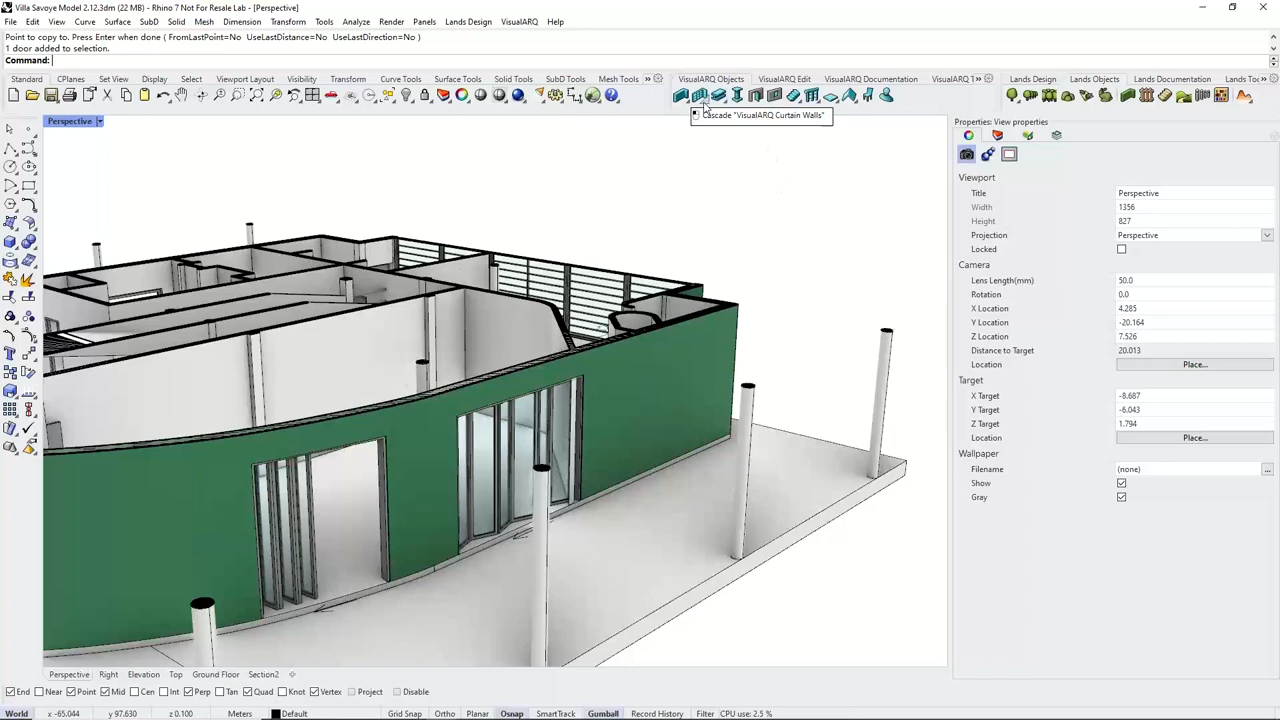 Villa Savoye Model 2.12.3dm (22 MB) - Rhino 7 Not For Resale Lab - [Perspective]
File Edit View Curve Surface SubD Solid Mesh Dimension Transform Tools Analyze Render Panels Lands Design VisualARQ Help
Point to copy to. Press Enter when done ( FromLastPoint=No UseLastDistance=No UseLastDirection=No )
1 door added to selection.
Command:
Standard CPlanes Set View Display Select Viewport Layout Visibility Transform Curve Tools Surface Tools Solid Tools SubD Tools Mesh Tools »
VisualARQ Objects VisualARQ Edit VisualARQ Documentation VisualARQ T »
Lands Design Lands Objects Lands Documentation Lands Too »
Cascade "VisualARQ Curtain Walls"
Perspective
Properties: View properties
Viewport
Title Perspective
Width 1356
Height 827
Projection Perspective
Locked
Camera
Lens Length(mm) 50.0
Rotation 0.0
X Location 4.285
Y Location -20.164
Z Location 7.526
Distance to Target 20.013
Location Place...
Target
X Target -8.687
Y Target -6.043
Z Target 1.794
Location Place...
Wallpaper
Filename (none) ...
Show
Gray
Perspective Right Elevation Top Ground Floor Section2
End Near Point Mid Cen Int Perp Tan Quad Knot Vertex Project Disable
World x -65.044 y 97.630 z 0.100 Meters Default Grid Snap Ortho Planar Osnap SmartTrack Gumball Record History Filter CPU use: 2.5 %